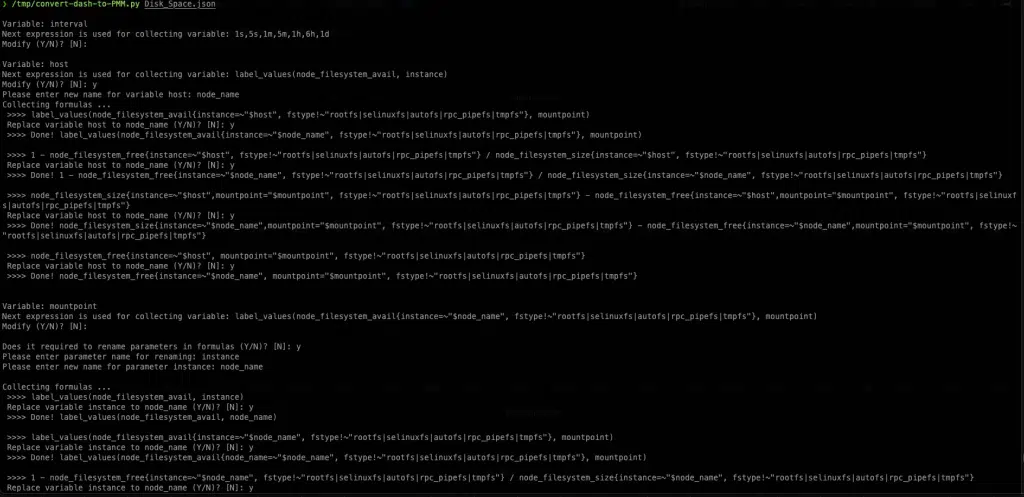 ❯ /tmp/convert-dash-to-PMM.py Disk_Space.json
Variable: interval
Next expression is used for collecting variable: 1s,5s,1m,5m,1h,6h,1d
Modify (Y/N)? [N]:
Variable: host
Next expression is used for collecting variable: label_values(node_filesystem_avail, instance)
Modify (Y/N)? [N]: y
Please enter new name for variable host: node_name
Collecting formulas ...
>>>> label_values(node_filesystem_avail{instance=~"$host", fstype!~"rootfs|selinuxfs|autofs|rpc_pipefs|tmpfs"}, mountpoint)
Replace variable host to node_name (Y/N)? [N]: y
>>>> Done! label_values(node_filesystem_avail{instance=~"$node_name", fstype!~"rootfs|selinuxfs|autofs|rpc_pipefs|tmpfs"}, mountpoint)
>>>> 1 - node_filesystem_free{instance=~"$host", fstype!~"rootfs|selinuxfs|autofs|rpc_pipefs|tmpfs"} / node_filesystem_size{instance=~"$host", fstype!~"rootfs|selinuxfs|autofs|rpc_pipefs|tmpfs"}
Replace variable host to node_name (Y/N)? [N]: y
>>>> Done! 1 - node_filesystem_free{instance=~"$node_name", fstype!~"rootfs|selinuxfs|autofs|rpc_pipefs|tmpfs"} / node_filesystem_size{instance=~"$node_name", fstype!~"rootfs|selinuxfs|autofs|rpc_pipefs|tmpfs"}
>>>> node_filesystem_size{instance=~"$host",mountpoint="$mountpoint", fstype!~"rootfs|selinuxfs|autofs|rpc_pipefs|tmpfs"} - node_filesystem_free{instance=~"$host",mountpoint="$mountpoint", fstype!~"rootfs|selinuxf
s|autofs|rpc_pipefs|tmpfs"}
Replace variable host to node_name (Y/N)? [N]: y
>>>> Done! node_filesystem_size{instance=~"$node_name",mountpoint="$mountpoint", fstype!~"rootfs|selinuxfs|autofs|rpc_pipefs|tmpfs"} - node_filesystem_free{instance=~"$node_name",mountpoint="$mountpoint", fstype!~
"rootfs|selinuxfs|autofs|rpc_pipefs|tmpfs"}
>>>> node_filesystem_free{instance=~"$host", mountpoint="$mountpoint", fstype!~"rootfs|selinuxfs|autofs|rpc_pipefs|tmpfs"}
Replace variable host to node_name (Y/N)? [N]: y
>>>> Done! node_filesystem_free{instance=~"$node_name", mountpoint="$mountpoint", fstype!~"rootfs|selinuxfs|autofs|rpc_pipefs|tmpfs"}
Variable: mountpoint
Next expression is used for collecting variable: label_values(node_filesystem_avail{instance=~"$node_name", fstype!~"rootfs|selinuxfs|autofs|rpc_pipefs|tmpfs"}, mountpoint)
Modify (Y/N)? [N]:
Does it required to rename parameters in formulas (Y/N)? [N]: y
Please enter parameter name for renaming: instance
Please enter new name for parameter instance: node_name
Collecting formulas ...
>>>> label_values(node_filesystem_avail, instance)
Replace variable instance to node_name (Y/N)? [N]: y
>>>> Done! label_values(node_filesystem_avail, node_name)
>>>> label_values(node_filesystem_avail{instance=~"$node_name", fstype!~"rootfs|selinuxfs|autofs|rpc_pipefs|tmpfs"}, mountpoint)
Replace variable instance to node_name (Y/N)? [N]: y
>>>> Done! label_values(node_filesystem_avail{node_name=~"$node_name", fstype!~"rootfs|selinuxfs|autofs|rpc_pipefs|tmpfs"}, mountpoint)
>>>> 1 - node_filesystem_free{instance=~"$node_name", fstype!~"rootfs|selinuxfs|autofs|rpc_pipefs|tmpfs"} / node_filesystem_size{instance=~"$node_name", fstype!~"rootfs|selinuxfs|autofs|rpc_pipefs|tmpfs"}
Replace variable instance to node_name (Y/N)? [N]: y